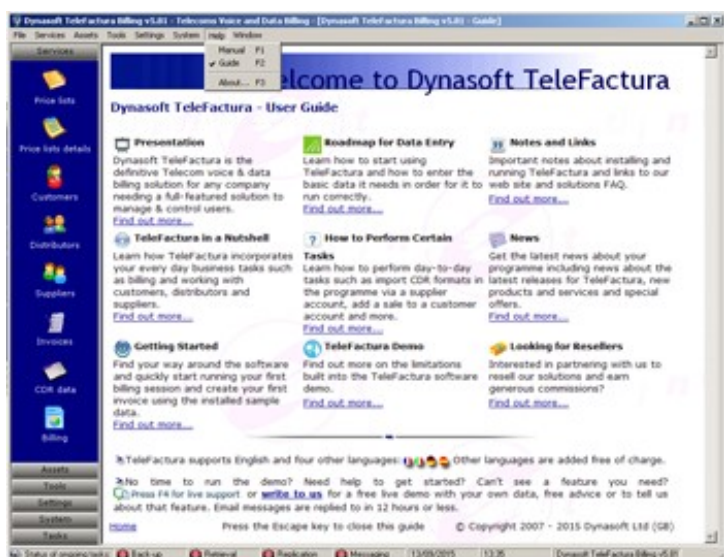 Dynasoft TeleFactura Billing v5.81 - Telecoms Voice and Data Billing - [Dynasoft TeleFactura Billing v5.81 - Guide]
File Services Assets Tools Settings System Help Window
Services
Manual F1
Guide F2
About... F3
Price lists
Price lists details
Customers
Distributors
Suppliers
Invoices
CDR data
Billing
Assets
Tools
Settings
System
Tasks
elcome to Dynasoft TeleFactura
Dynasoft TeleFactura - User Guide
Presentation
Dynasoft TeleFactura is the
definitive Telecom voice & data
billing solution for any company
needing a full-featured solution to
manage & control users.
Find out more...
Roadmap for Data Entry
Learn how to start using
TeleFactura and how to enter the
basic data it needs in order for it to
run correctly.
Find out more...
Notes and Links
Important notes about installing and
running TeleFactura and links to our
web site and solutions FAQ.
Find out more...
TeleFactura in a Nutshell
Learn how TeleFactura incorporates
your every day business tasks such
as billing and working with
customers, distributors and
suppliers.
Find out more...
How to Perform Certain
Tasks
Learn how to perform day-to-day
tasks such as import CDR formats in
the programme via a supplier
account, add a sale to a customer
account and more.
Find out more...
News
Get the latest news about your
programme including news about the
latest releases for TeleFactura, new
products and services and special
offers.
Find out more...
Getting Started
Find your way around the software
and quickly start running your first
billing session and create your first
invoice using the installed sample
data.
Find out more...
TeleFactura Demo
Find out more on the limitations
built into the TeleFactura software
demo.
Find out more...
Looking for Resellers
Interested in partnering with us to
resell our solutions and earn
generous commissions?
Find out more...
TeleFactura supports English and four other languages: Other languages are added free of charge.
No time to run the demo? Need help to get started? Can't see a feature you need?
Press F4 for live support or write to us for a free live demo with your own data, free advice or to tell us
about that feature. Email messages are replied to in 12 hours or less.
Home Press the Escape key to close this guide © Copyright 2007 - 2015 Dynasoft Ltd (GB)
Status of ongoing tasks: Back-up Retrieval Replication Messaging 13/09/2015 13:35 Dynasoft TeleFactura Billing v5.81